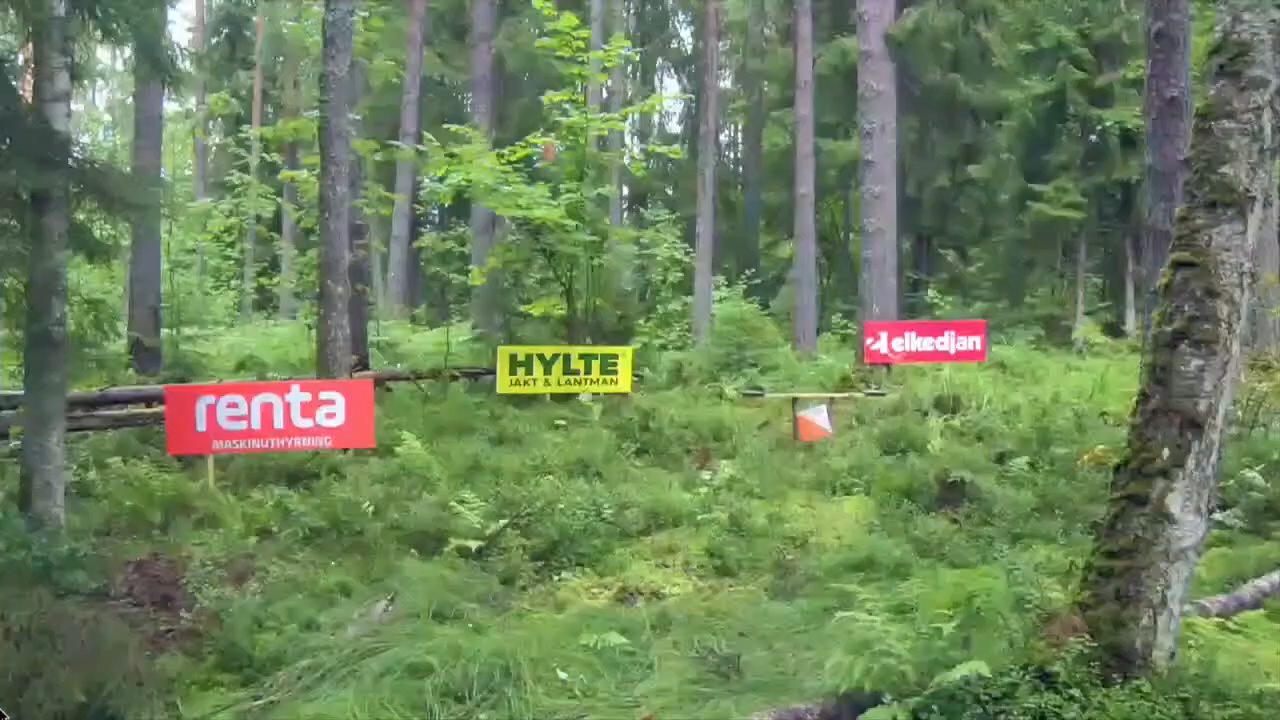 renta
MASKINUTHYRNING
HYLTE
JAKT & LANTMAN
elkedjan